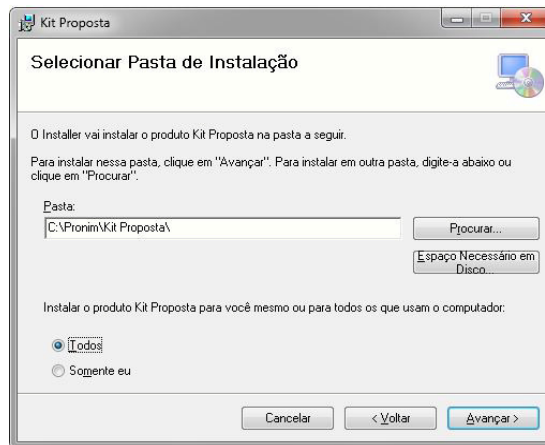 Kit Proposta
Selecionar Pasta de Instalação
O Installer vai instalar o produto Kit Proposta na pasta a seguir.
Para instalar nessa pasta, clique em "Avançar". Para instalar em outra pasta, digite-a abaixo ou
clique em "Procurar".
Pasta:
C:\Pronim\Kit Proposta\
Procurar...
Espaço Necessário em
Disco...
Instalar o produto Kit Proposta para você mesmo ou para todos os que usam o computador:
Todos
Somente eu
Cancelar
< Voltar
Avançar >